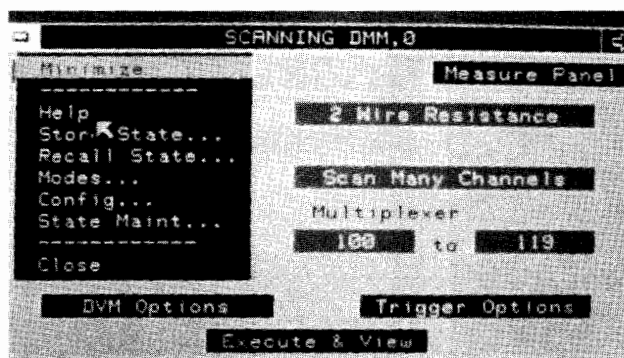 SCANNING DMM,0
Minimize
------------
Help
Store State...
Recall State...
Modes...
Config...
State Maint...
------------
Close
Measure Panel
2 Wire Resistance
Scan Many Channels
Multiplexer
100 to 119
DVM Options
Trigger Options
Execute & View